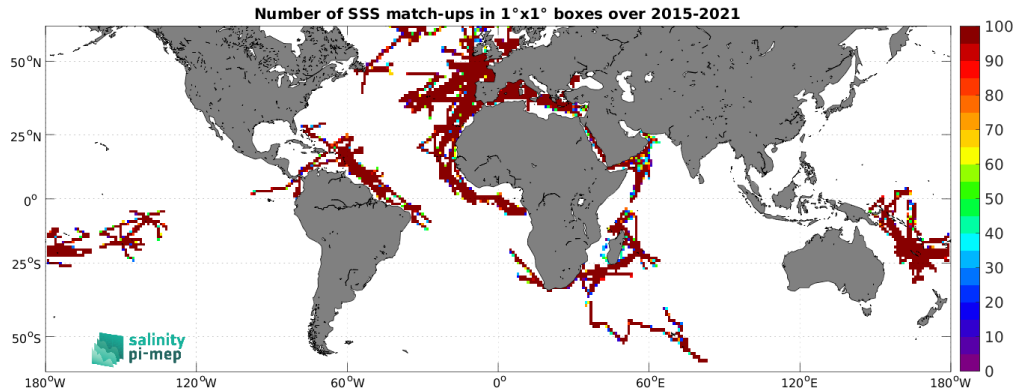 Number of SSS match-ups in 1°x1° boxes over 2015-2021
50°N
25°N
0°
25°S
50°S
180°W
120°W
60°W
0°
60°E
120°E
180°W
100
90
80
70
60
50
40
30
20
10
0
salinity
pi-mep